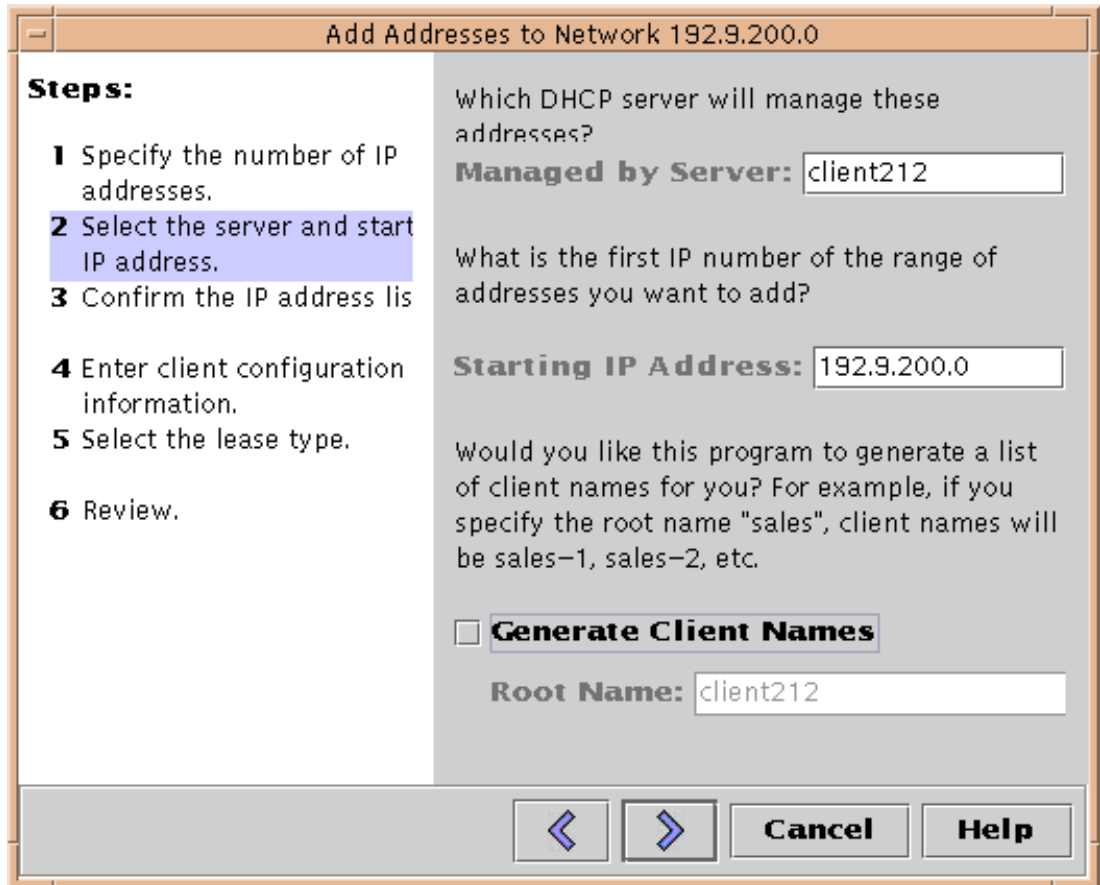 Add Addresses to Network 192.9.200.0
Steps:
1 Specify the number of IP
addresses.
2 Select the server and start
IP address.
3 Confirm the IP address lis
4 Enter client configuration
information.
5 Select the lease type.
6 Review.
Which DHCP server will manage these
addresses?
Managed by Server: client212
What is the first IP number of the range of
addresses you want to add?
Starting IP Address: 192.9.200.0
Would you like this program to generate a list
of client names for you? For example, if you
specify the root name "sales", client names will
be sales−1, sales−2, etc.
Generate Client Names
Root Name: client212
Cancel
Help